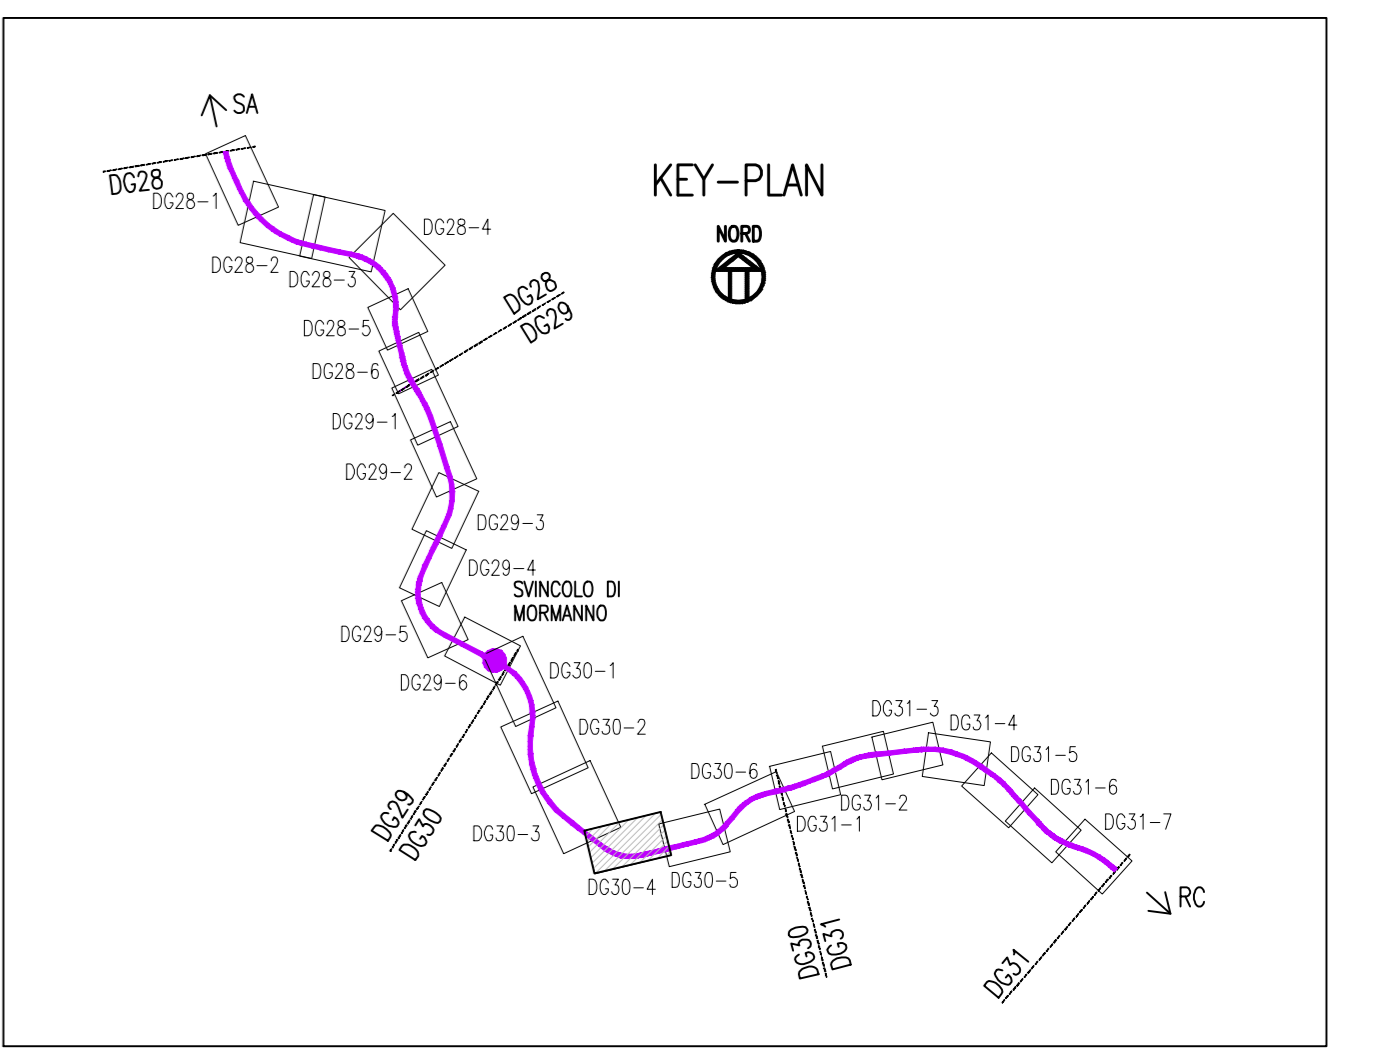 SA
DG28
DG28-1
KEY-PLAN
NORD
DG28-2
DG28-3
DG28-4
DG28
DG29
DG28-5
DG28-6
DG29-1
DG29-2
DG29-3
DG29-4
SVINCOLO DI
MORMANNO
DG29-5
DG29-6
DG30-1
DG29
DG30
DG30-2
DG30-3
DG30-4
DG30-5
DG30-6
DG30
DG31
DG31-1
DG31-2
DG31-3
DG31-4
DG31-5
DG31-6
DG31-7
RC
DG31